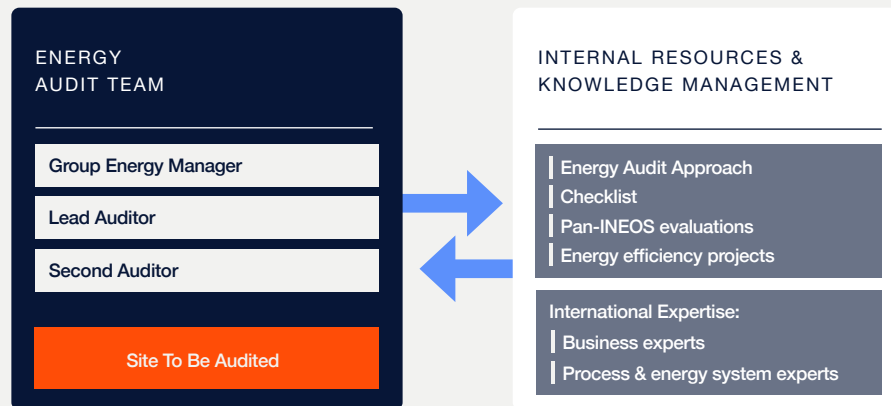 ENERGY
AUDIT TEAM
Group Energy Manager
Lead Auditor
Second Auditor
Site To Be Audited
INTERNAL RESOURCES &
KNOWLEDGE MANAGEMENT
Energy Audit Approach
Checklist
Pan-INEOS evaluations
Energy efficiency projects
International Expertise:
Business experts
Process & energy system experts